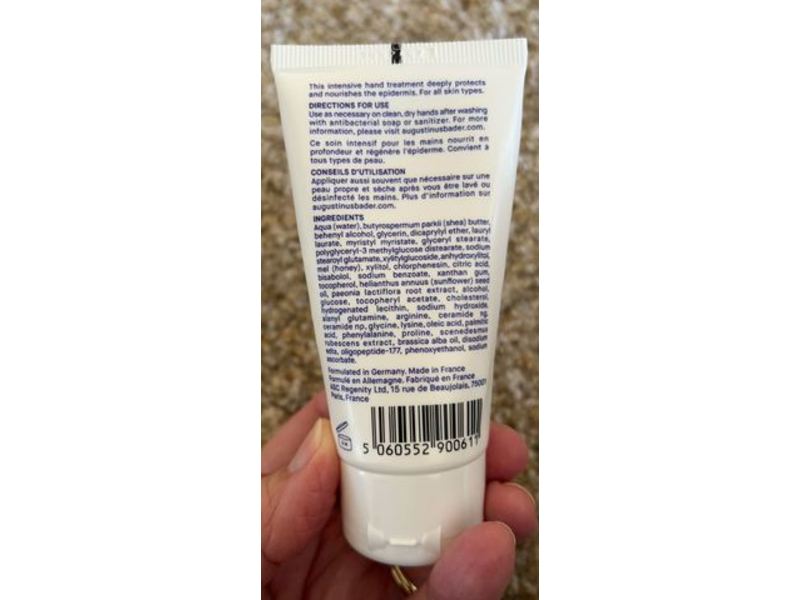 This intensive hand treatment deeply protects
and nourishes the epidermis. For all skin types.
DIRECTIONS FOR USE
Use as necessary on clean, dry hands after washing
with antibacterial soap or sanitizer. For more
information, please visit augustinusbader.com.
Ce soin intensif pour les mains nourrit en
profondeur et régénère l'épiderme. Convient à
tous types de peau.
CONSEILS D'UTILISATION
Appliquer aussi souvent que nécessaire sur une
peau propre et sèche après vous être lavé ou
désinfecté les mains. Plus d'information sur
augustinusbader.com.
INGREDIENTS
Aqua (water), butyrospermum parkii (shea) butter,
behenyl alcohol, glycerin, dicaprylyl ether, lauryl
laurate, myristyl myristate, glyceryl stearate,
polyglyceryl-3 methylglucose distearate, sodium
stearoyl glutamate, xylitylglucoside, anhydroxylitol,
mel (honey), xylitol, chlorphenesin, citric acid,
bisabolol, sodium benzoate, xanthan gum,
tocopherol, helianthus annuus (sunflower) seed
oil, paeonia lactiflora root extract, alcohol,
glucose, tocopheryl acetate, cholesterol,
hydrogenated lecithin, sodium hydroxide,
alanyl glutamine, arginine, ceramide ng,
ceramide np, glycine, lysine, oleic acid, palmitic
acid, phenylalanine, proline, scenedesmus
rubescens extract, brassica alba oil, disodium
edta, oligopeptide-177, phenoxyethanol, sodium
ascorbate.
Formulated in Germany. Made in France
Formulé en Allemagne. Fabriqué en France
ASC Regenity Ltd, 15 rue de Beaujolais, 75001
Paris, France
5 060552 900611